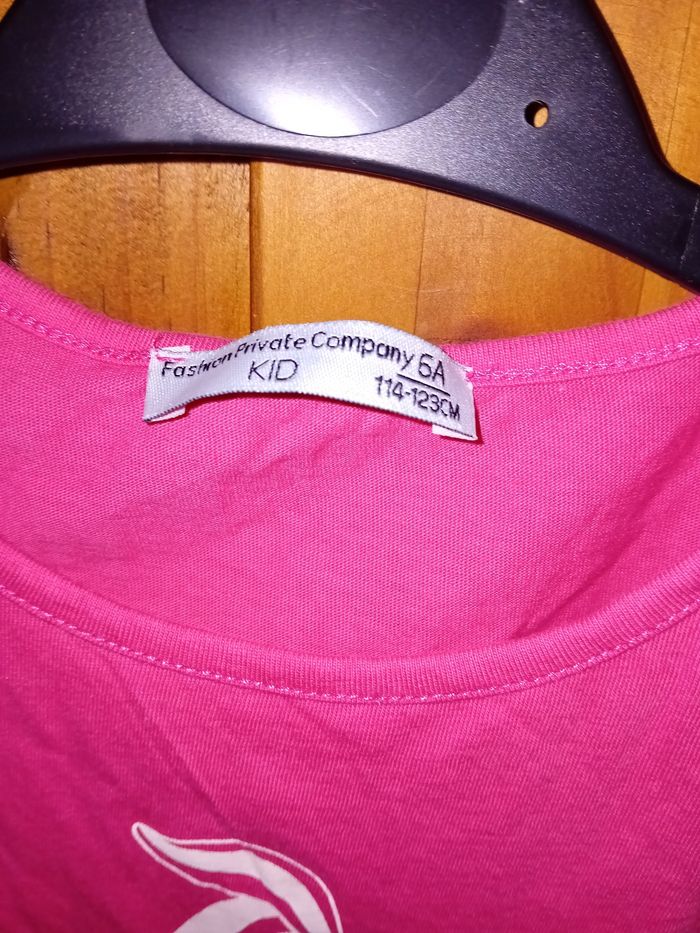 Fashion Private Company 6A
KID 114-123CM